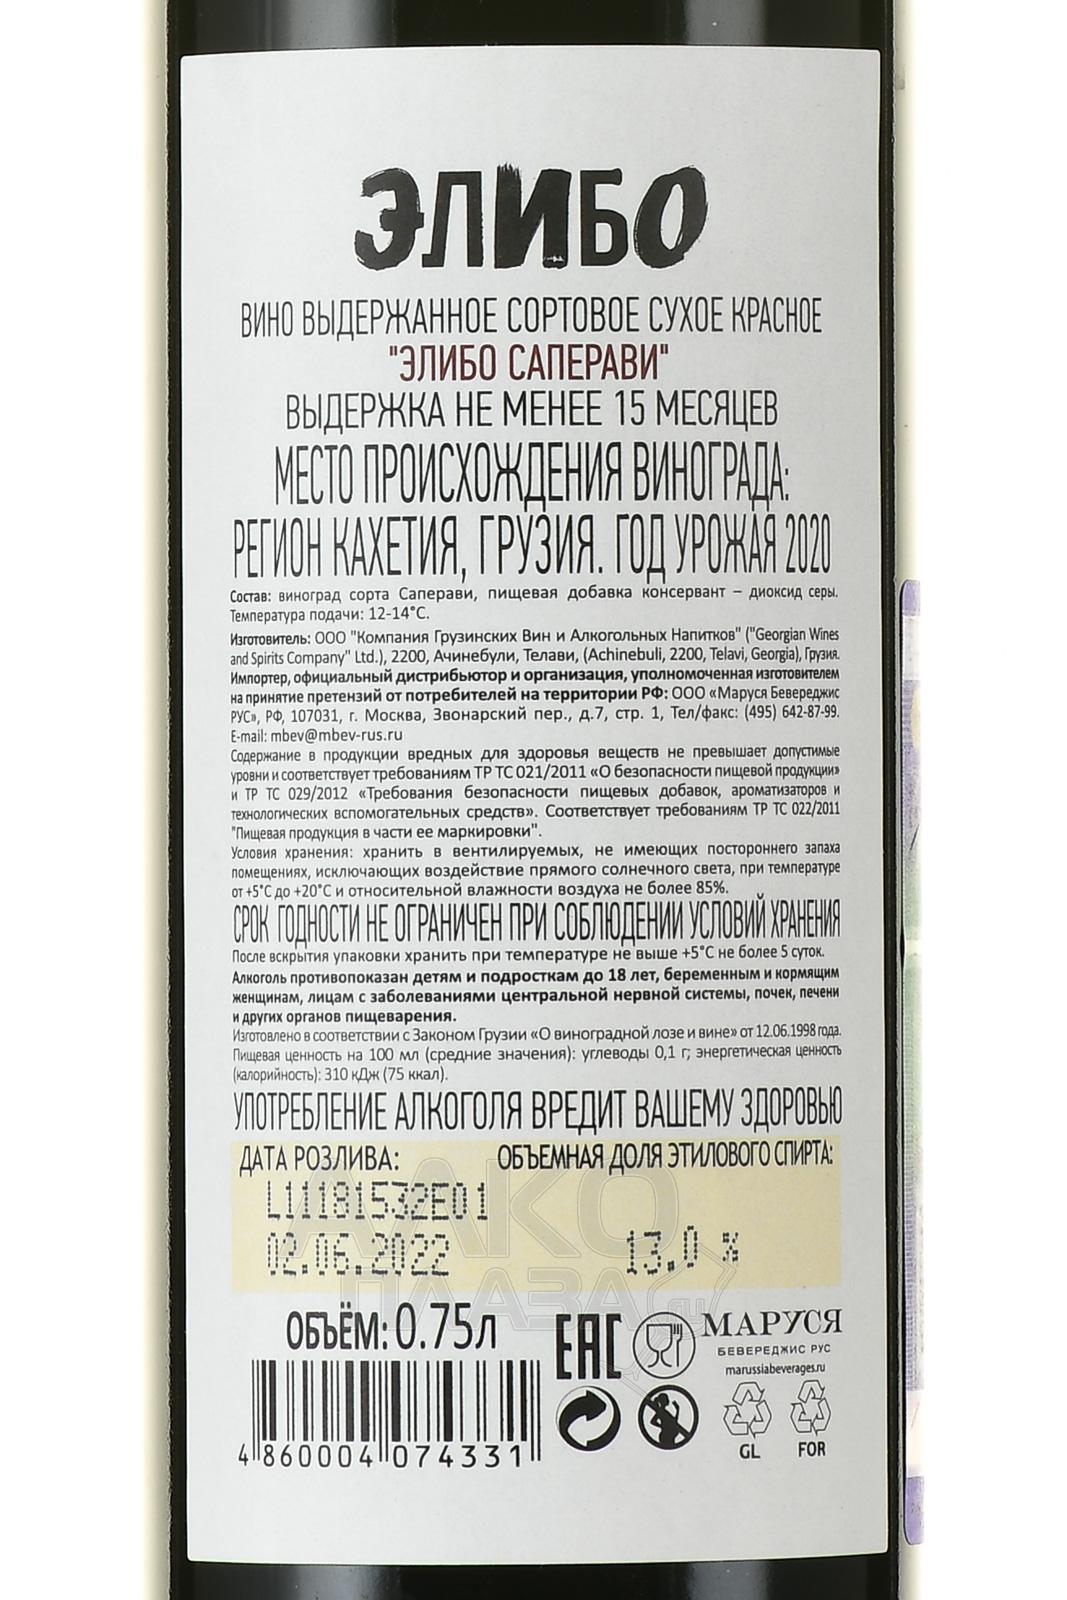 ЭЛИБО
ВИНО ВЫДЕРЖАННОЕ СОРТОВОЕ СУХОЕ КРАСНОЕ
"ЭЛИБО САПЕРАВИ"
ВЫДЕРЖКА НЕ МЕНЕЕ 15 МЕСЯЦЕВ
МЕСТО ПРОИСХОЖДЕНИЯ ВИНОГРАДА:
РЕГИОН КАХЕТИЯ, ГРУЗИЯ. ГОД УРОЖАЯ 2020
Состав: виноград сорта Саперави, пищевая добавка консервант – диоксид серы.
Температура подачи: 12-14°С.
Изготовитель: ООО "Компания Грузинских Вин и Алкогольных Напитков" ("Georgian Wines
and Spirits Company" Ltd.), 2200, Ачинебули, Телави, (Achinebuli, 2200, Telavi, Georgia), Грузия.
Импортер, официальный дистрибьютор и организация, уполномоченная изготовителем
на принятие претензий от потребителей на территории РФ: ООО «Маруся Бевереджис
РУС», РФ, 107031, г. Москва, Звонарский пер., д.7, стр. 1, Тел/факс: (495) 642-87-99.
E-mail: mbev@mbev-rus.ru
Содержание в продукции вредных для здоровья веществ не превышает допустимые
уровни и соответствует требованиям ТР ТС 021/2011 «О безопасности пищевой продукции»
и ТР ТС 029/2012 «Требования безопасности пищевых добавок, ароматизаторов и
технологических вспомогательных средств». Соответствует требованиям ТР ТС 022/2011
"Пищевая продукция в части ее маркировки".
Условия хранения: хранить в вентилируемых, не имеющих постороннего запаха
помещениях, исключающих воздействие прямого солнечного света, при температуре
от +5°С до +20°С и относительной влажности воздуха не более 85%.
СРОК ГОДНОСТИ НЕ ОГРАНИЧЕН ПРИ СОБЛЮДЕНИИ УСЛОВИЙ ХРАНЕНИЯ
После вскрытия упаковки хранить при температуре не выше +5°С не более 5 суток.
Алкоголь противопоказан детям и подросткам до 18 лет, беременным и кормящим
женщинам, лицам с заболеваниями центральной нервной системы, почек, печени
и других органов пищеварения.
Изготовлено в соответствии с Законом Грузии «О виноградной лозе и вине» от 12.06.1998 года.
Пищевая ценность на 100 мл (средние значения): углеводы 0,1 г; энергетическая ценность
(калорийность): 310 кДж (75 ккал).
УПОТРЕБЛЕНИЕ АЛКОГОЛЯ ВРЕДИТ ВАШЕМУ ЗДОРОВЬЮ
ДАТА РОЗЛИВА: ОБЪЕМНАЯ ДОЛЯ ЭТИЛОВОГО СПИРТА:
L11181532E01
02.06.2022 13.0 %
АЛКО
ПЛАЗА.ru
ОБЪЁМ: 0.75л
EAC
МАРУСЯ
БЕВЕРЕДЖИС РУС
marussiabeverages.ru
GL FOR
4 860004 074331